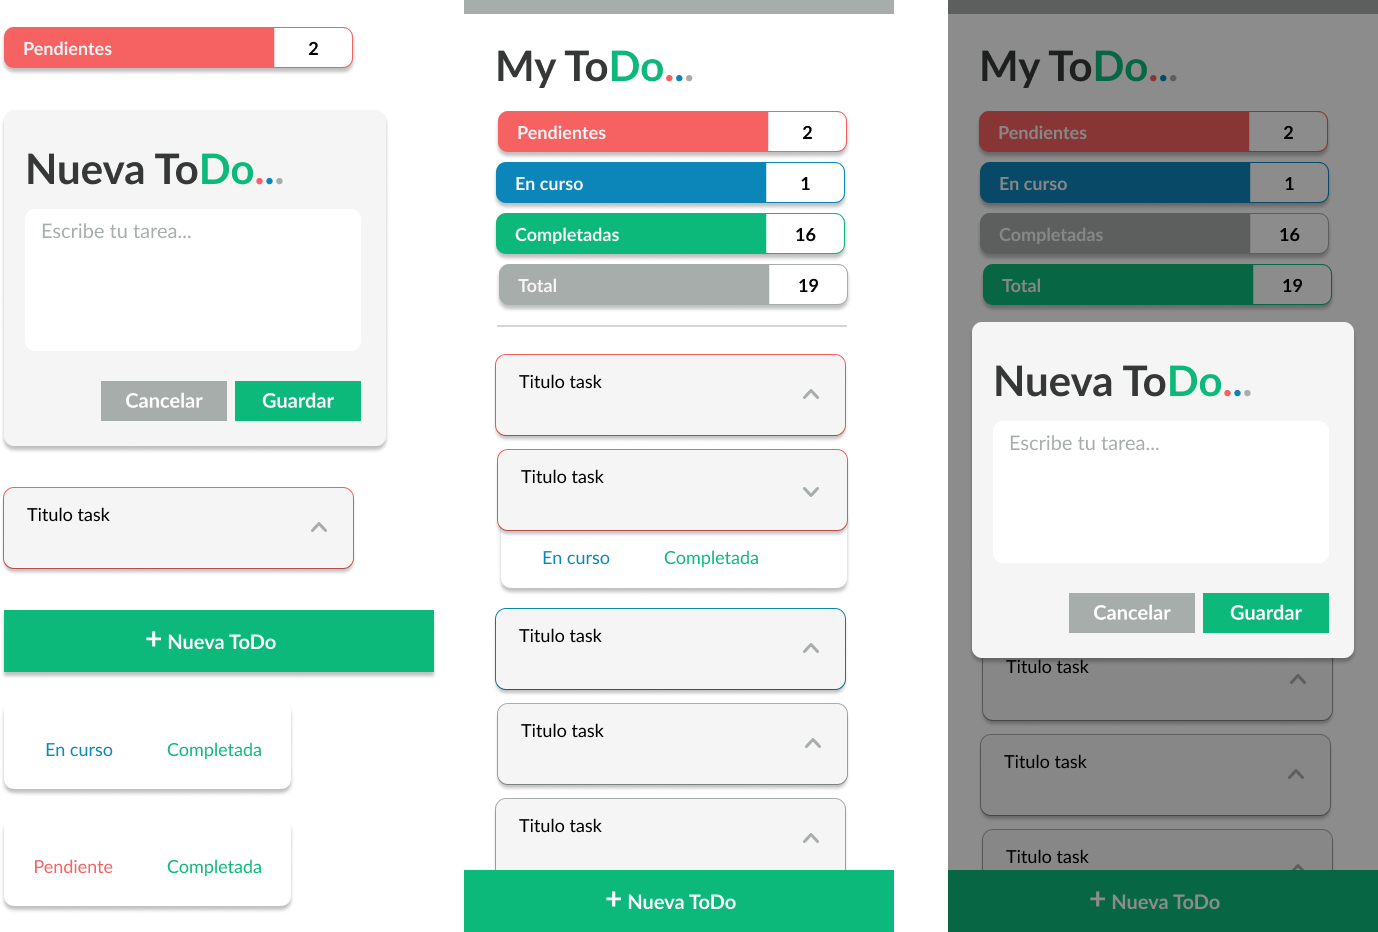 Pendientes 2
Nueva ToDo...
Escribe tu tarea...
Cancelar Guardar
Titulo task
+ Nueva ToDo
En curso Completada
Pendiente Completada
My ToDo...
Pendientes 2
En curso 1
Completadas 16
Total 19
Titulo task
Titulo task
En curso Completada
Titulo task
Titulo task
Titulo task
+ Nueva ToDo
My ToDo...
Pendientes 2
En curso 1
Completadas 16
Total 19
Nueva ToDo...
Escribe tu tarea...
Cancelar Guardar
Titulo task
Titulo task
Titulo task
+ Nueva ToDo